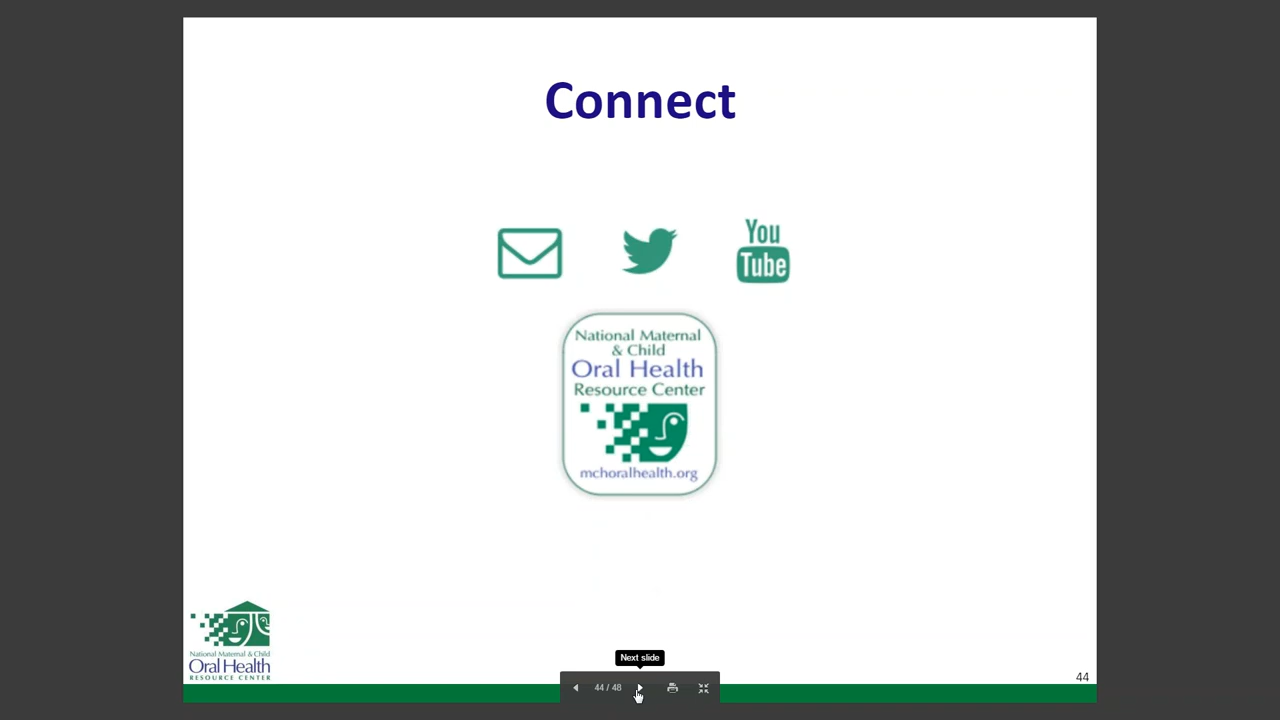 Connect
You
Tube
National Maternal
& Child
Oral Health
Resource Center
mchoralhealth.org
National Maternal & Child
Oral Health
RESOURCE CENTER
Next slide
44 / 48
44